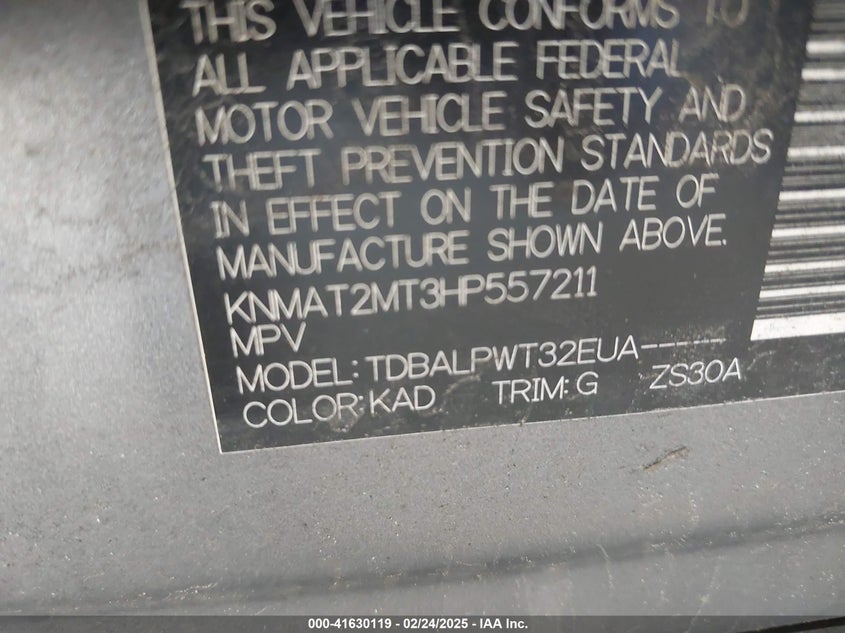 THIS VEHICLE CONFORMS TO
ALL APPLICABLE FEDERAL
MOTOR VEHICLE SAFETY AND
THEFT PREVENTION STANDARDS
IN EFFECT ON THE DATE OF
MANUFACTURE SHOWN ABOVE.
KNMAT2MT3HP557211
MPV
MODEL: TDBALPWT32EUA------
COLOR: KAD TRIM: G ZS30A
000-41630119 - 02/24/2025 - IAA Inc.